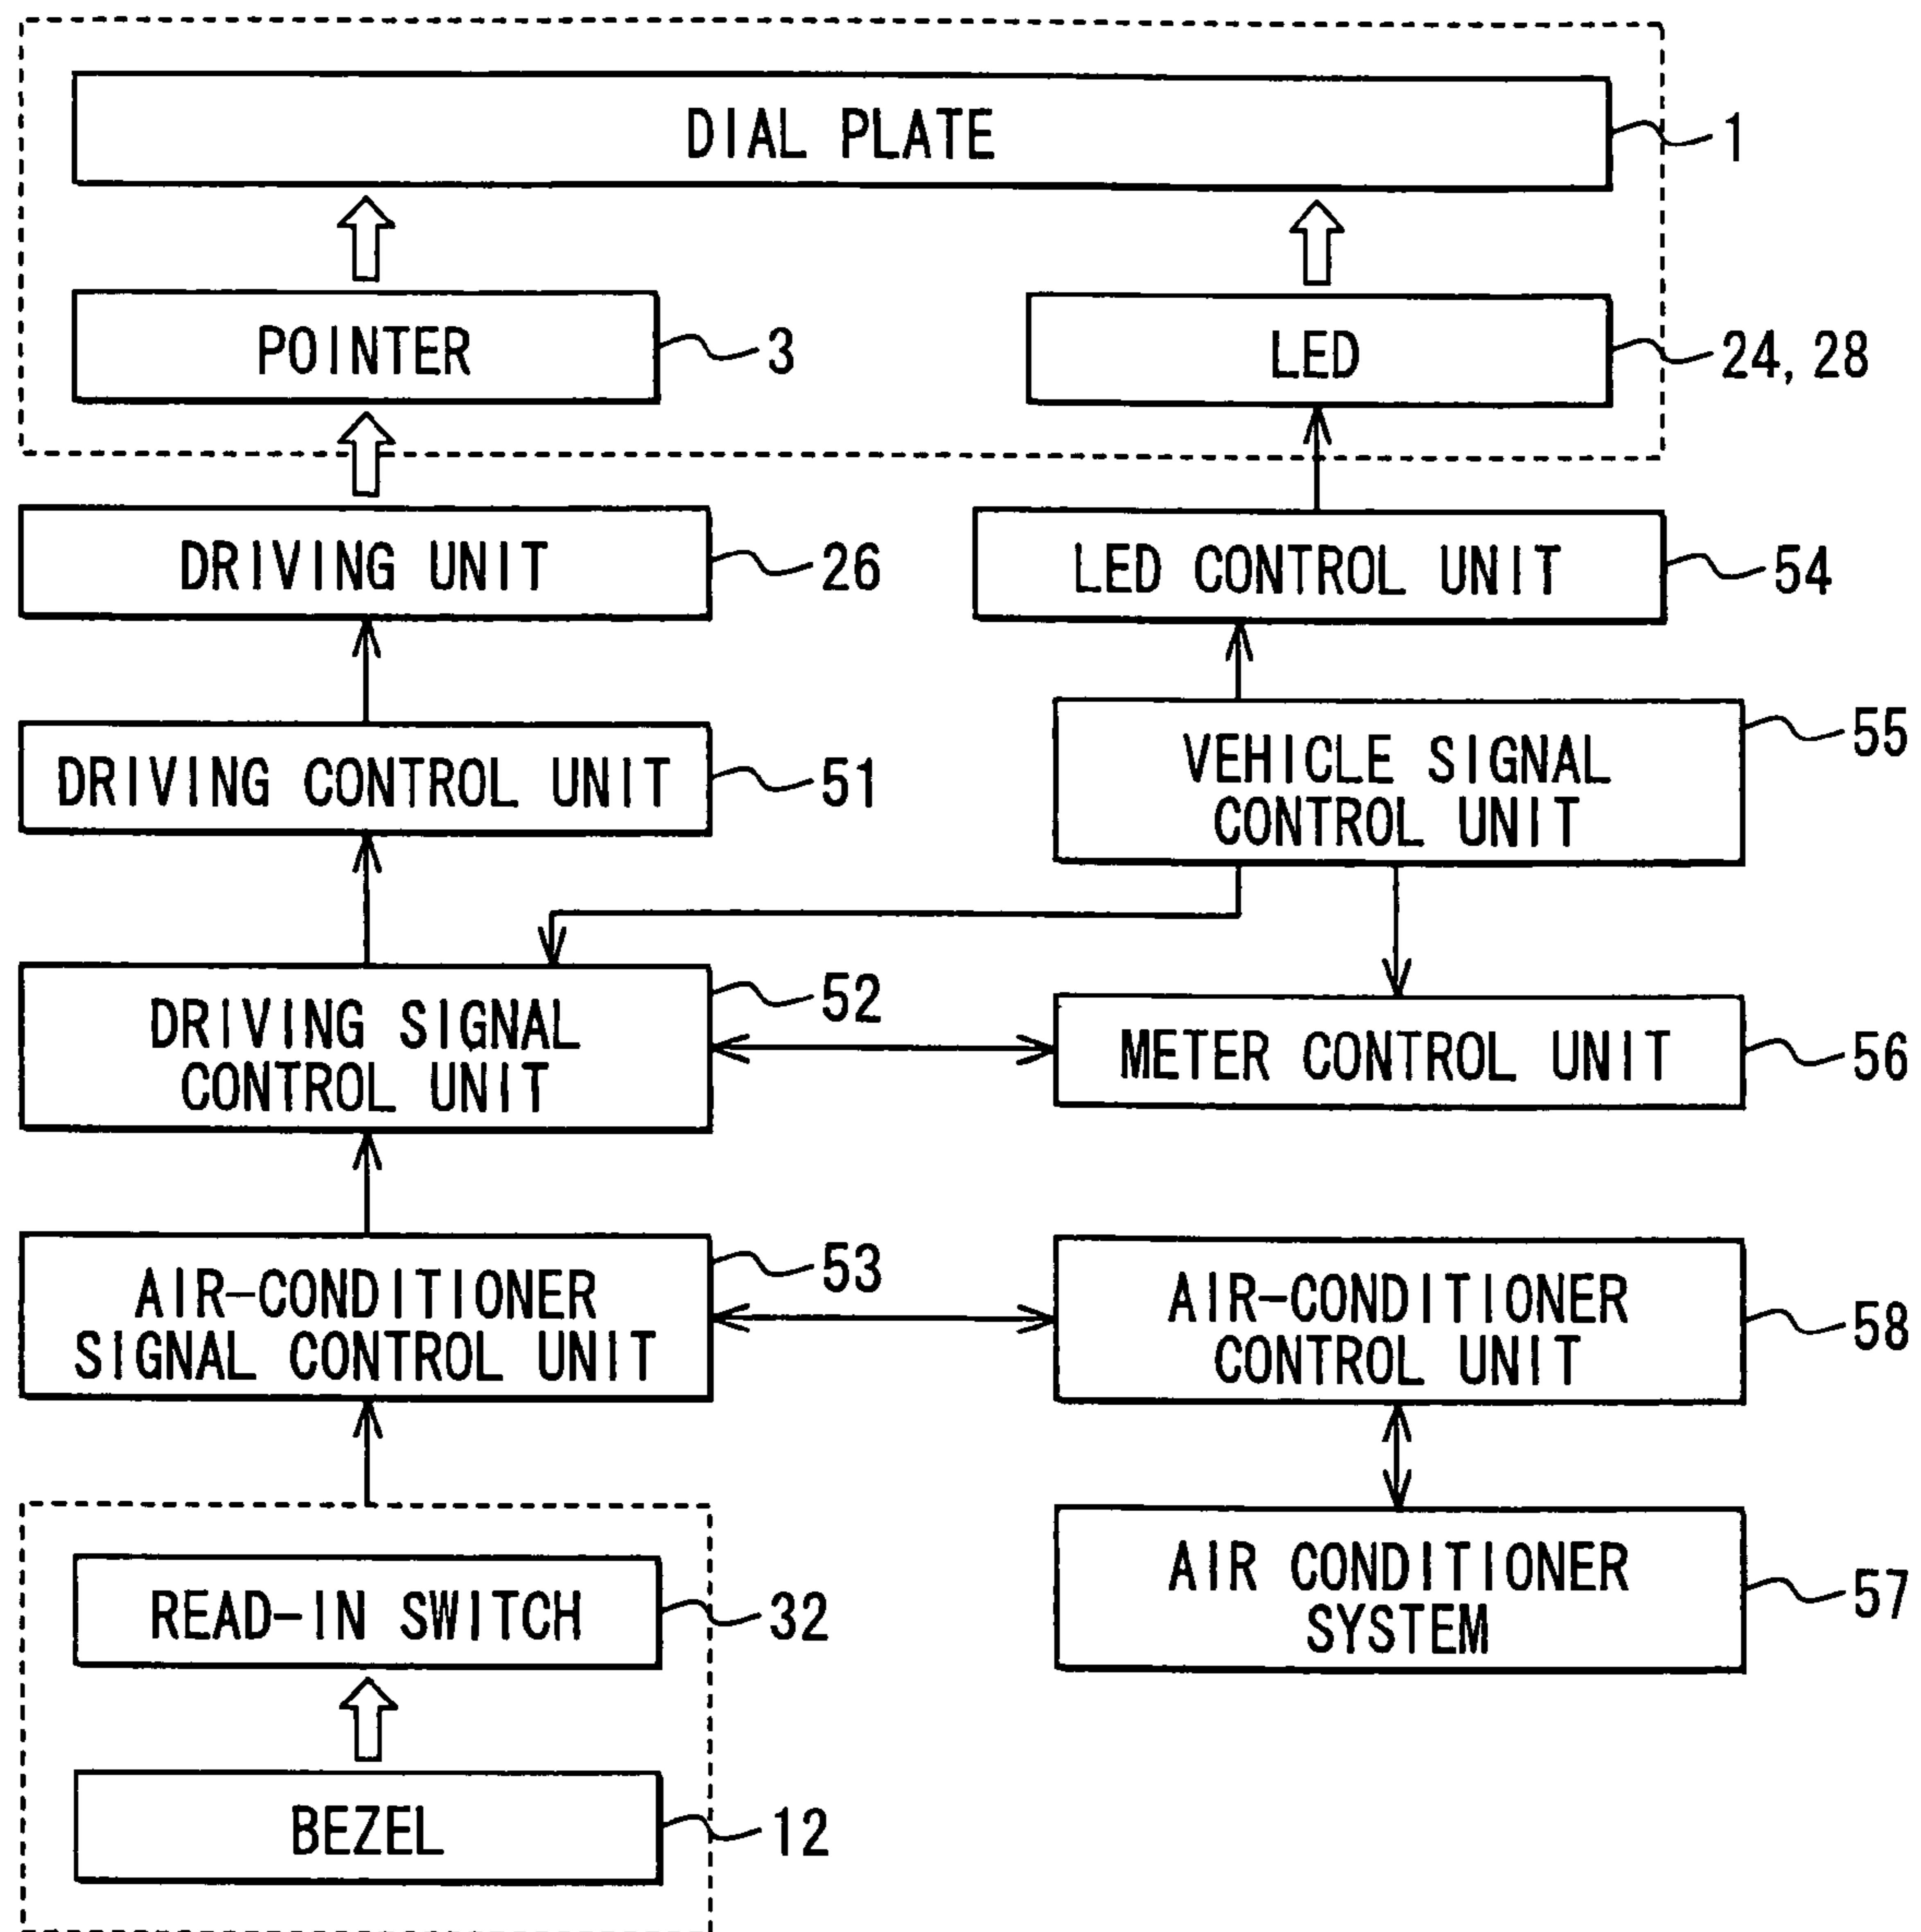 DIAL PLATE
1
POINTER
3
LED
24, 28
DRIVING UNIT
26
LED CONTROL UNIT
54
DRIVING CONTROL UNIT
51
VEHICLE SIGNAL
CONTROL UNIT
55
DRIVING SIGNAL
CONTROL UNIT
52
METER CONTROL UNIT
56
AIR-CONDITIONER
SIGNAL CONTROL UNIT
53
AIR-CONDITIONER
CONTROL UNIT
58
READ-IN SWITCH
32
AIR CONDITIONER
SYSTEM
57
BEZEL
12